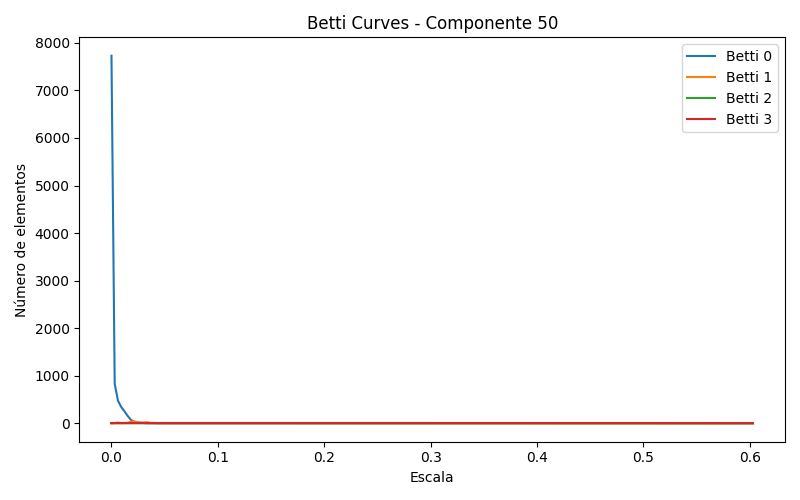 Betti Curves - Componente 50
Número de elementos
8000
7000
6000
5000
4000
3000
2000
1000
0
Betti 0
Betti 1
Betti 2
Betti 3
0.0 0.1 0.2 0.3 0.4 0.5 0.6
Escala